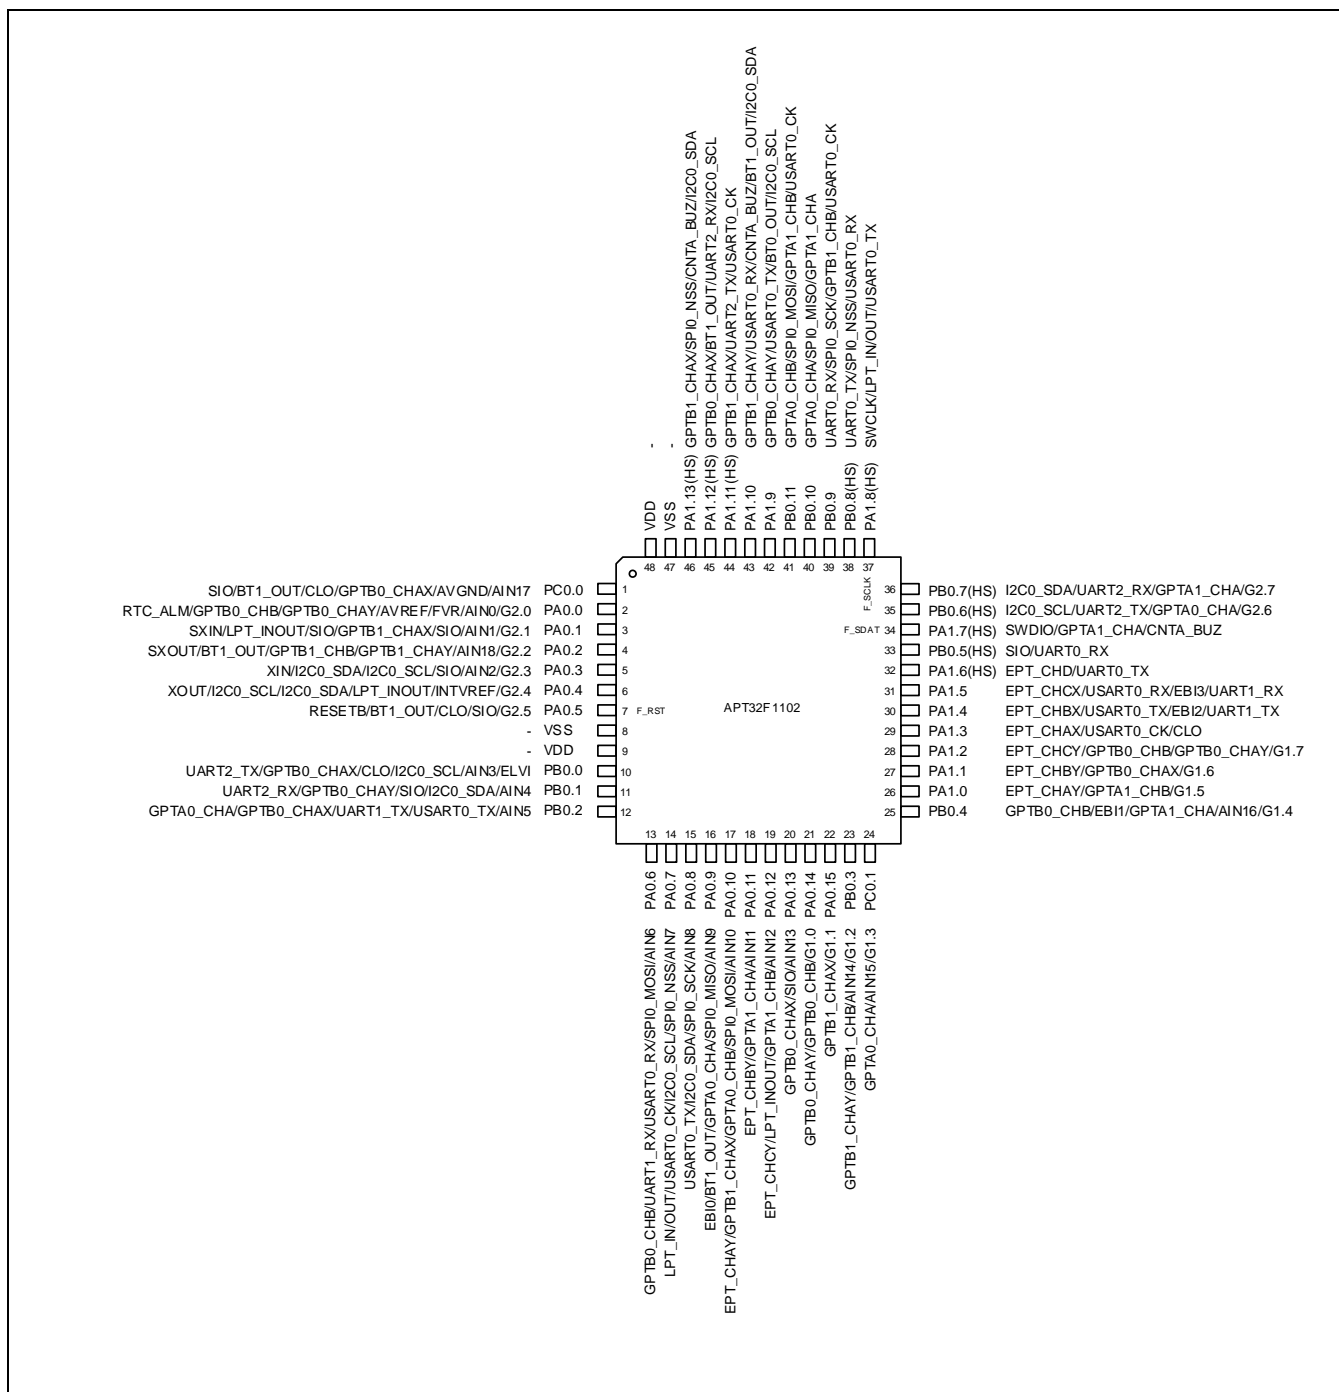 - VDD 48
- VSS 47
GPTB1_CHAX/SPI0_NSS/CNTA_BUZ/I2C0_SDA PA1.13(HS) 46
GPTB0_CHAX/BT1_OUT/UART2_RX/I2C0_SCL PA1.12(HS) 45
GPTB1_CHAX/UART2_TX/USART0_CK PA1.11(HS) 44
GPTB1_CHAY/USART0_RX/CNTA_BUZ/BT1_OUT/I2C0_SDA PA1.10 43
GPTB0_CHAY/USART0_TX/BT0_OUT/I2C0_SCL PA1.9 42
GPTA0_CHB/SPI0_MOSI/GPTA1_CHB/USART0_CK PB0.11 41
GPTA0_CHA/SPI0_MISO/GPTA1_CHA PB0.10 40
UART0_RX/SPI0_SCK/GPTB1_CHB/USART0_CK PB0.9 39
UART0_TX/SPI0_NSS/USART0_RX PB0.8(HS) 38
SWCLK/LPT_IN/OUT/USART0_TX PA1.8(HS) 37 F_SCLK
SIO/BT1_OUT/CLO/GPTB0_CHAX/AVGND/AIN17 PC0.0 1
RTC_ALM/GPTB0_CHB/GPTB0_CHAY/AVREF/FVR/AIN0/G2.0 PA0.0 2
SXIN/LPT_INOUT/SIO/GPTB1_CHAX/SIO/AIN1/G2.1 PA0.1 3
SXOUT/BT1_OUT/GPTB1_CHB/GPTB1_CHAY/AIN18/G2.2 PA0.2 4
XIN/I2C0_SDA/I2C0_SCL/SIO/AIN2/G2.3 PA0.3 5
XOUT/I2C0_SCL/I2C0_SDA/LPT_INOUT/INTVREF/G2.4 PA0.4 6
RESETB/BT1_OUT/CLO/SIO/G2.5 PA0.5 7 F_RST
- VSS 8
- VDD 9
UART2_TX/GPTB0_CHAX/CLO/I2C0_SCL/AIN3/ELVI PB0.0 10
UART2_RX/GPTB0_CHAY/SIO/I2C0_SDA/AIN4 PB0.1 11
GPTA0_CHA/GPTB0_CHAX/UART1_TX/USART0_TX/AIN5 PB0.2 12
APT32F1102
36 PB0.7(HS) I2C0_SDA/UART2_RX/GPTA1_CHA/G2.7
35 PB0.6(HS) I2C0_SCL/UART2_TX/GPTA0_CHA/G2.6
F_SDAT 34 PA1.7(HS) SWDIO/GPTA1_CHA/CNTA_BUZ
33 PB0.5(HS) SIO/UART0_RX
32 PA1.6(HS) EPT_CHD/UART0_TX
31 PA1.5 EPT_CHCX/USART0_RX/EBI3/UART1_RX
30 PA1.4 EPT_CHBX/USART0_TX/EBI2/UART1_TX
29 PA1.3 EPT_CHAX/USART0_CK/CLO
28 PA1.2 EPT_CHCY/GPTB0_CHB/GPTB0_CHAY/G1.7
27 PA1.1 EPT_CHBY/GPTB0_CHAX/G1.6
26 PA1.0 EPT_CHAY/GPTA1_CHB/G1.5
25 PB0.4 GPTB0_CHB/EBI1/GPTA1_CHA/AIN16/G1.4
13 PA0.6 GPTB0_CHB/UART1_RX/USART0_RX/SPI0_MOSI/AIN6
14 PA0.7 LPT_IN/OUT/USART0_CK/I2C0_SCL/SPI0_NSS/AIN7
15 PA0.8 USART0_TX/I2C0_SDA/SPI0_SCK/AIN8
16 PA0.9 EBI0/BT1_OUT/GPTA0_CHA/SPI0_MISO/AIN9
17 PA0.10 EPT_CHAY/GPTB1_CHAX/GPTA0_CHB/SPI0_MOSI/AIN10
18 PA0.11 EPT_CHBY/GPTA1_CHA/AIN11
19 PA0.12 EPT_CHCY/LPT_INOUT/GPTA1_CHB/AIN12
20 PA0.13 GPTB0_CHAX/SIO/AIN13
21 PA0.14 GPTB0_CHAY/GPTB0_CHB/G1.0
22 PA0.15 GPTB1_CHAX/G1.1
23 PB0.3 GPTB1_CHAY/GPTB1_CHB/AIN14/G1.2
24 PC0.1 GPTA0_CHA/AIN15/G1.3